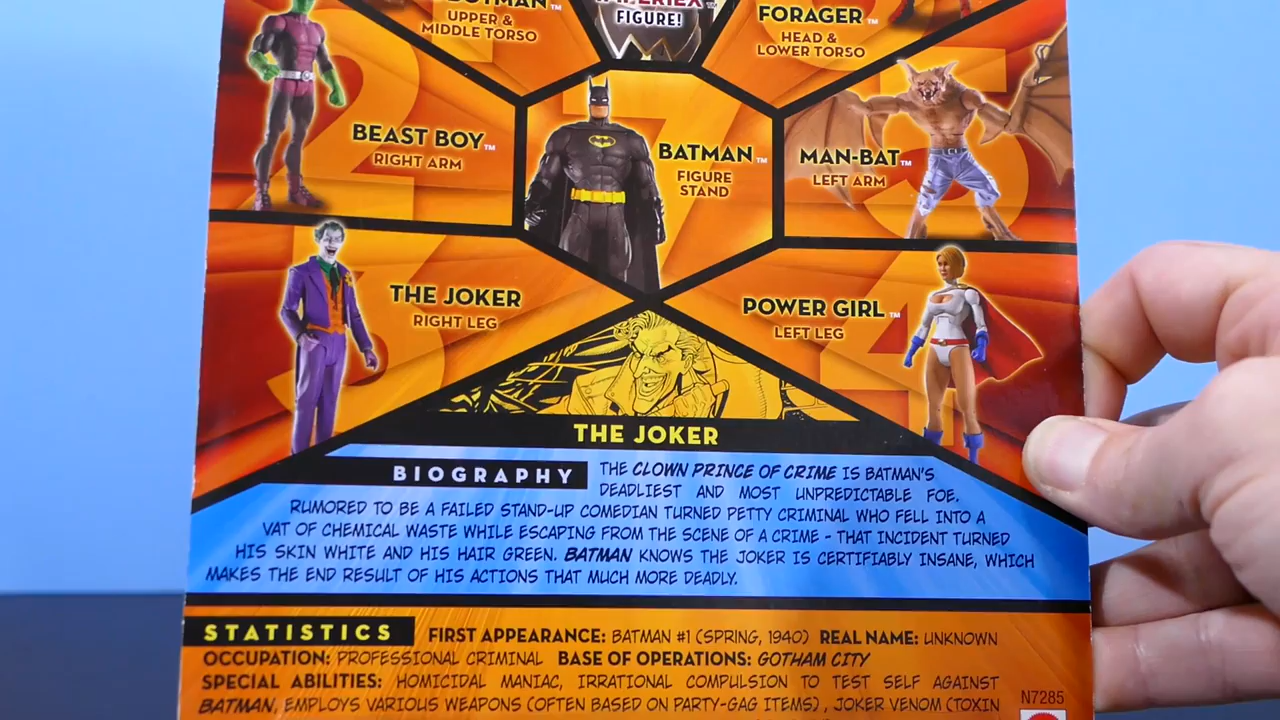 UPPER &
MIDDLE TORSO
FIGURE!
FORAGER™
HEAD &
LOWER TORSO
BEAST BOY™
RIGHT ARM
BATMAN™
FIGURE
STAND
MAN-BAT™
LEFT ARM
THE JOKER
RIGHT LEG
POWER GIRL™
LEFT LEG
THE JOKER
BIOGRAPHY
THE CLOWN PRINCE OF CRIME IS BATMAN'S
DEADLIEST AND MOST UNPREDICTABLE FOE.
RUMORED TO BE A FAILED STAND-UP COMEDIAN TURNED PETTY CRIMINAL WHO FELL INTO A
VAT OF CHEMICAL WASTE WHILE ESCAPING FROM THE SCENE OF A CRIME - THAT INCIDENT TURNED
HIS SKIN WHITE AND HIS HAIR GREEN. BATMAN KNOWS THE JOKER IS CERTIFIABLY INSANE, WHICH
MAKES THE END RESULT OF HIS ACTIONS THAT MUCH MORE DEADLY.
STATISTICS FIRST APPEARANCE: BATMAN #1 (SPRING, 1940) REAL NAME: UNKNOWN
OCCUPATION: PROFESSIONAL CRIMINAL BASE OF OPERATIONS: GOTHAM CITY
SPECIAL ABILITIES: HOMICIDAL MANIAC, IRRATIONAL COMPULSION TO TEST SELF AGAINST
BATMAN, EMPLOYS VARIOUS WEAPONS (OFTEN BASED ON PARTY-GAG ITEMS), JOKER VENOM (TOXIN
N7285